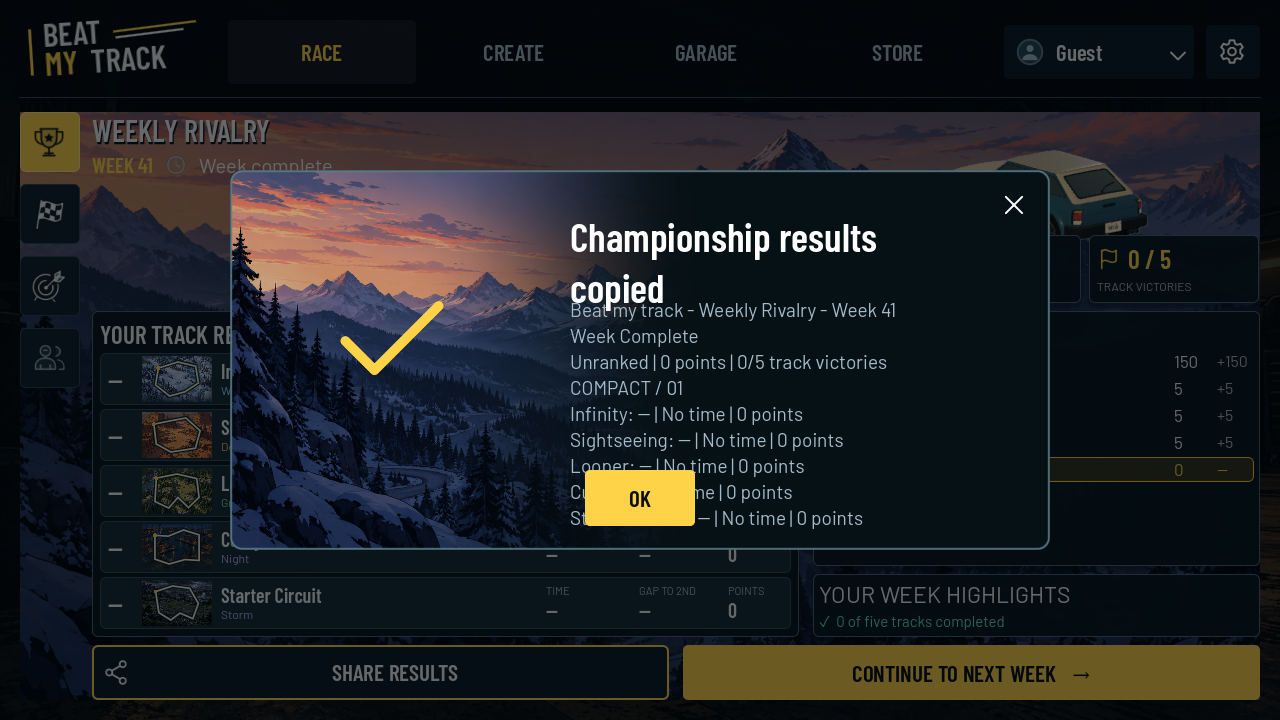 BEAT
MY TRACK
RACE
CREATE
GARAGE
STORE
Guest
WEEKLY RIVALRY
WEEK 41
Week complete
0 / 5
TRACK VICTORIES
YOUR TRACK RE
Championship results
copied
Beat my track - Weekly Rivalry - Week 41
Week Complete
Unranked | 0 points | 0/5 track victories
COMPACT / 01
Infinity: — | No time | 0 points
Sightseeing: — | No time | 0 points
Looper: — | No time | 0 points
| 0 points
— | No time | 0 points
OK
150 +150
5 +5
5 +5
5 +5
0 —
—
—
—
—
Night
— — 0
— Starter Circuit
Storm
TIME GAP TO 2ND POINTS
— — 0
YOUR WEEK HIGHLIGHTS
✓ 0 of five tracks completed
SHARE RESULTS
CONTINUE TO NEXT WEEK →